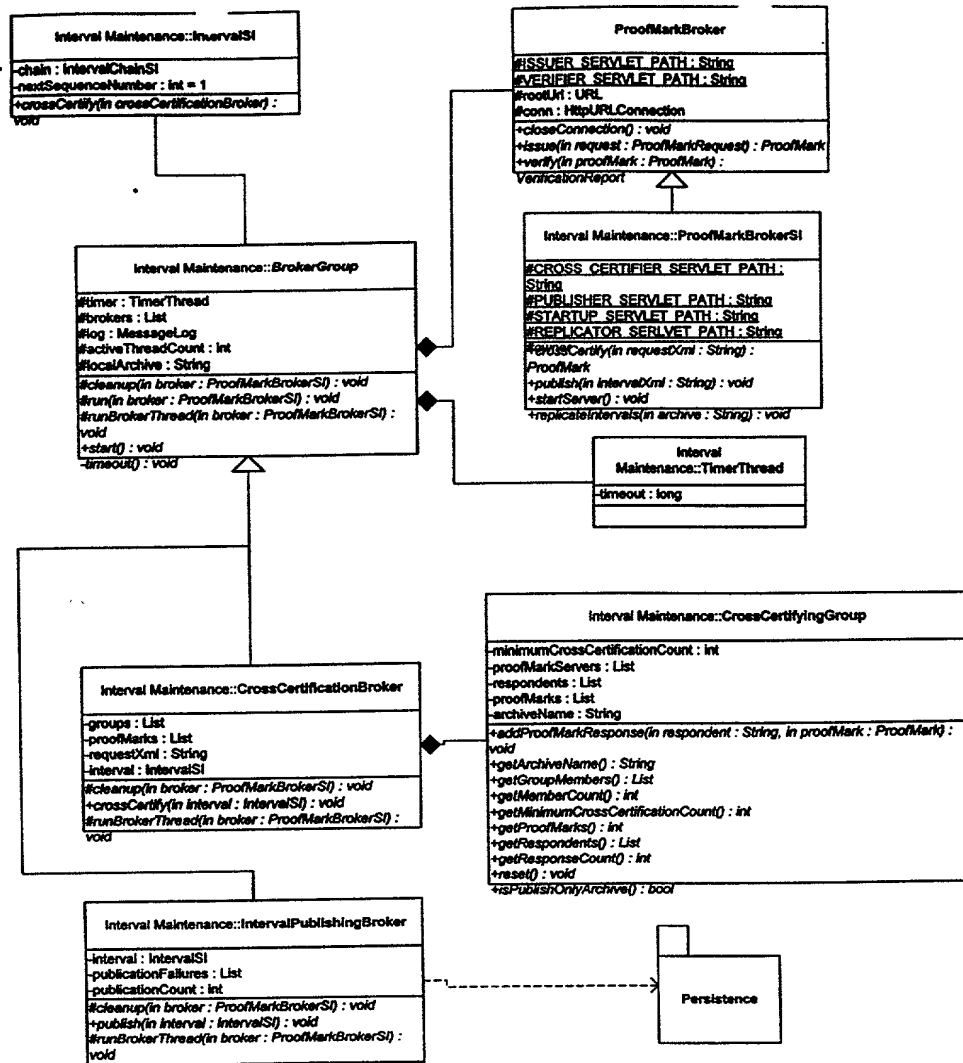 Interval Maintenance::IntervalSI
-chain : IntervalChainSI
-nextSequenceNumber : int = 1
+crossCertify(in crossCertificationBroker) :
void
ProofMarkBroker
#ISSUER_SERVLET_PATH : String
#VERIFIER_SERVLET_PATH : String
#rootUrl : URL
#conn : HttpURLConnection
+closeConnection() : void
+issue(in request : ProofMarkRequest) : ProofMark
+verify(in proofMark : ProofMark) :
VerificationReport
Interval Maintenance::ProofMarkBrokerSI
#CROSS_CERTIFIER_SERVLET_PATH :
String
#PUBLISHER_SERVLET_PATH : String
#STARTUP_SERVLET_PATH : String
#REPLICATOR_SERLVET_PATH : String
+crossCertify(in requestXml : String) :
ProofMark
+publish(in intervalXml : String) : void
+startServer() : void
+replicateIntervals(in archive : String) : void
Interval Maintenance::BrokerGroup
#timer : TimerThread
#brokers : List
#log : MessageLog
#activeThreadCount : int
#localArchive : String
#cleanup(in broker : ProofMarkBrokerSI) : void
#run(in broker : ProofMarkBrokerSI) : void
#runBrokerThread(in broker : ProofMarkBrokerSI) :
void
+start() : void
-timeout() : void
Interval
Maintenance::TimerThread
-timeout : long
Interval Maintenance::CrossCertificationBroker
-groups : List
-proofMarks : List
-requestXml : String
-interval : IntervalSI
#cleanup(in broker : ProofMarkBrokerSI) : void
+crossCertify(in interval : IntervalSI) : void
#runBrokerThread(in broker : ProofMarkBrokerSI) :
void
Interval Maintenance::CrossCertifyingGroup
-minimumCrossCertificationCount : int
-proofMarkServers : List
-respondents : List
-proofMarks : List
-archiveName : String
+addProofMarkResponse(in respondent : String, in proofMark : ProofMark) :
void
+getArchiveName() : String
+getGroupMembers() : List
+getMemberCount() : int
+getMinimumCrossCertificationCount() : int
+getProofMarks() : int
+getRespondents() : List
+getResponseCount() : int
+reset() : void
+isPublishOnlyArchive() : bool
Interval Maintenance::IntervalPublishingBroker
-interval : IntervalSI
-publicationFailures : List
-publicationCount : int
#cleanup(in broker : ProofMarkBrokerSI) : void
+publish(in interval : IntervalSI) : void
#runBrokerThread(in broker : ProofMarkBrokerSI) :
void
Persistence